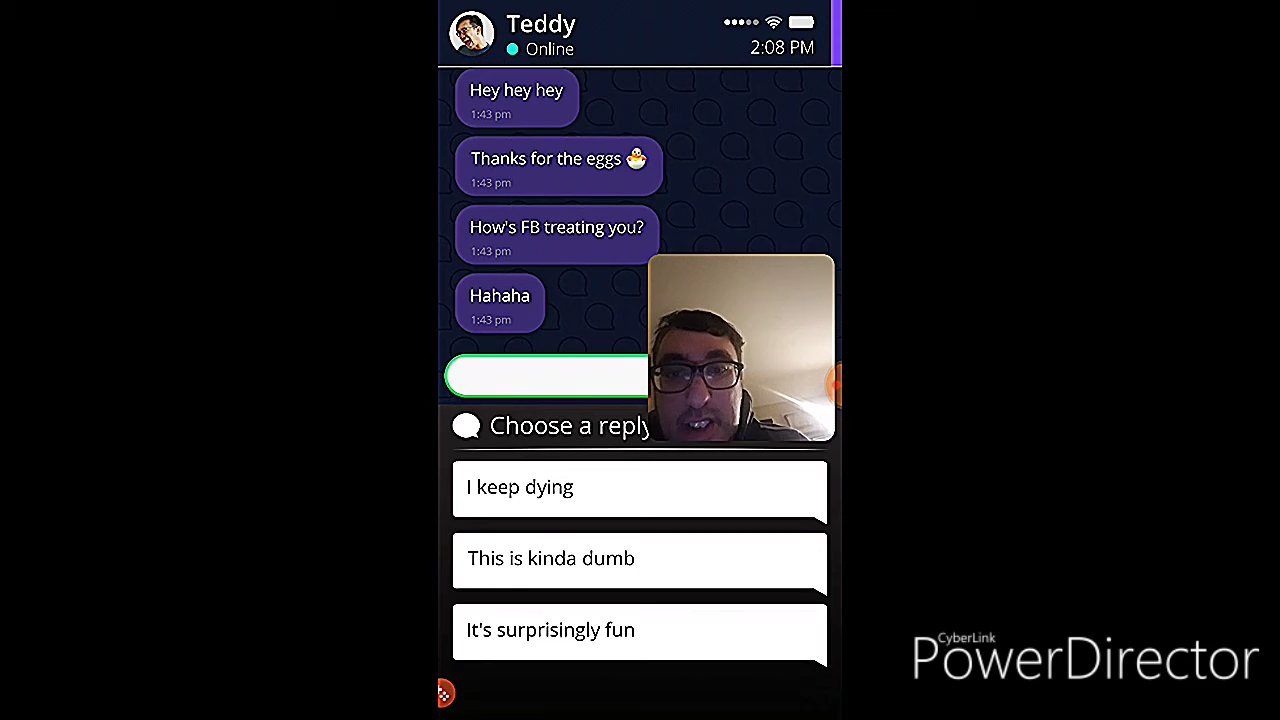 Teddy
Online
2:08 PM
Hey hey hey
1:43 pm
Thanks for the eggs 🐣
1:43 pm
How's FB treating you?
1:43 pm
Hahaha
1:43 pm
Choose a reply
I keep dying
This is kinda dumb
It's surprisingly fun
CyberLink
PowerDirector